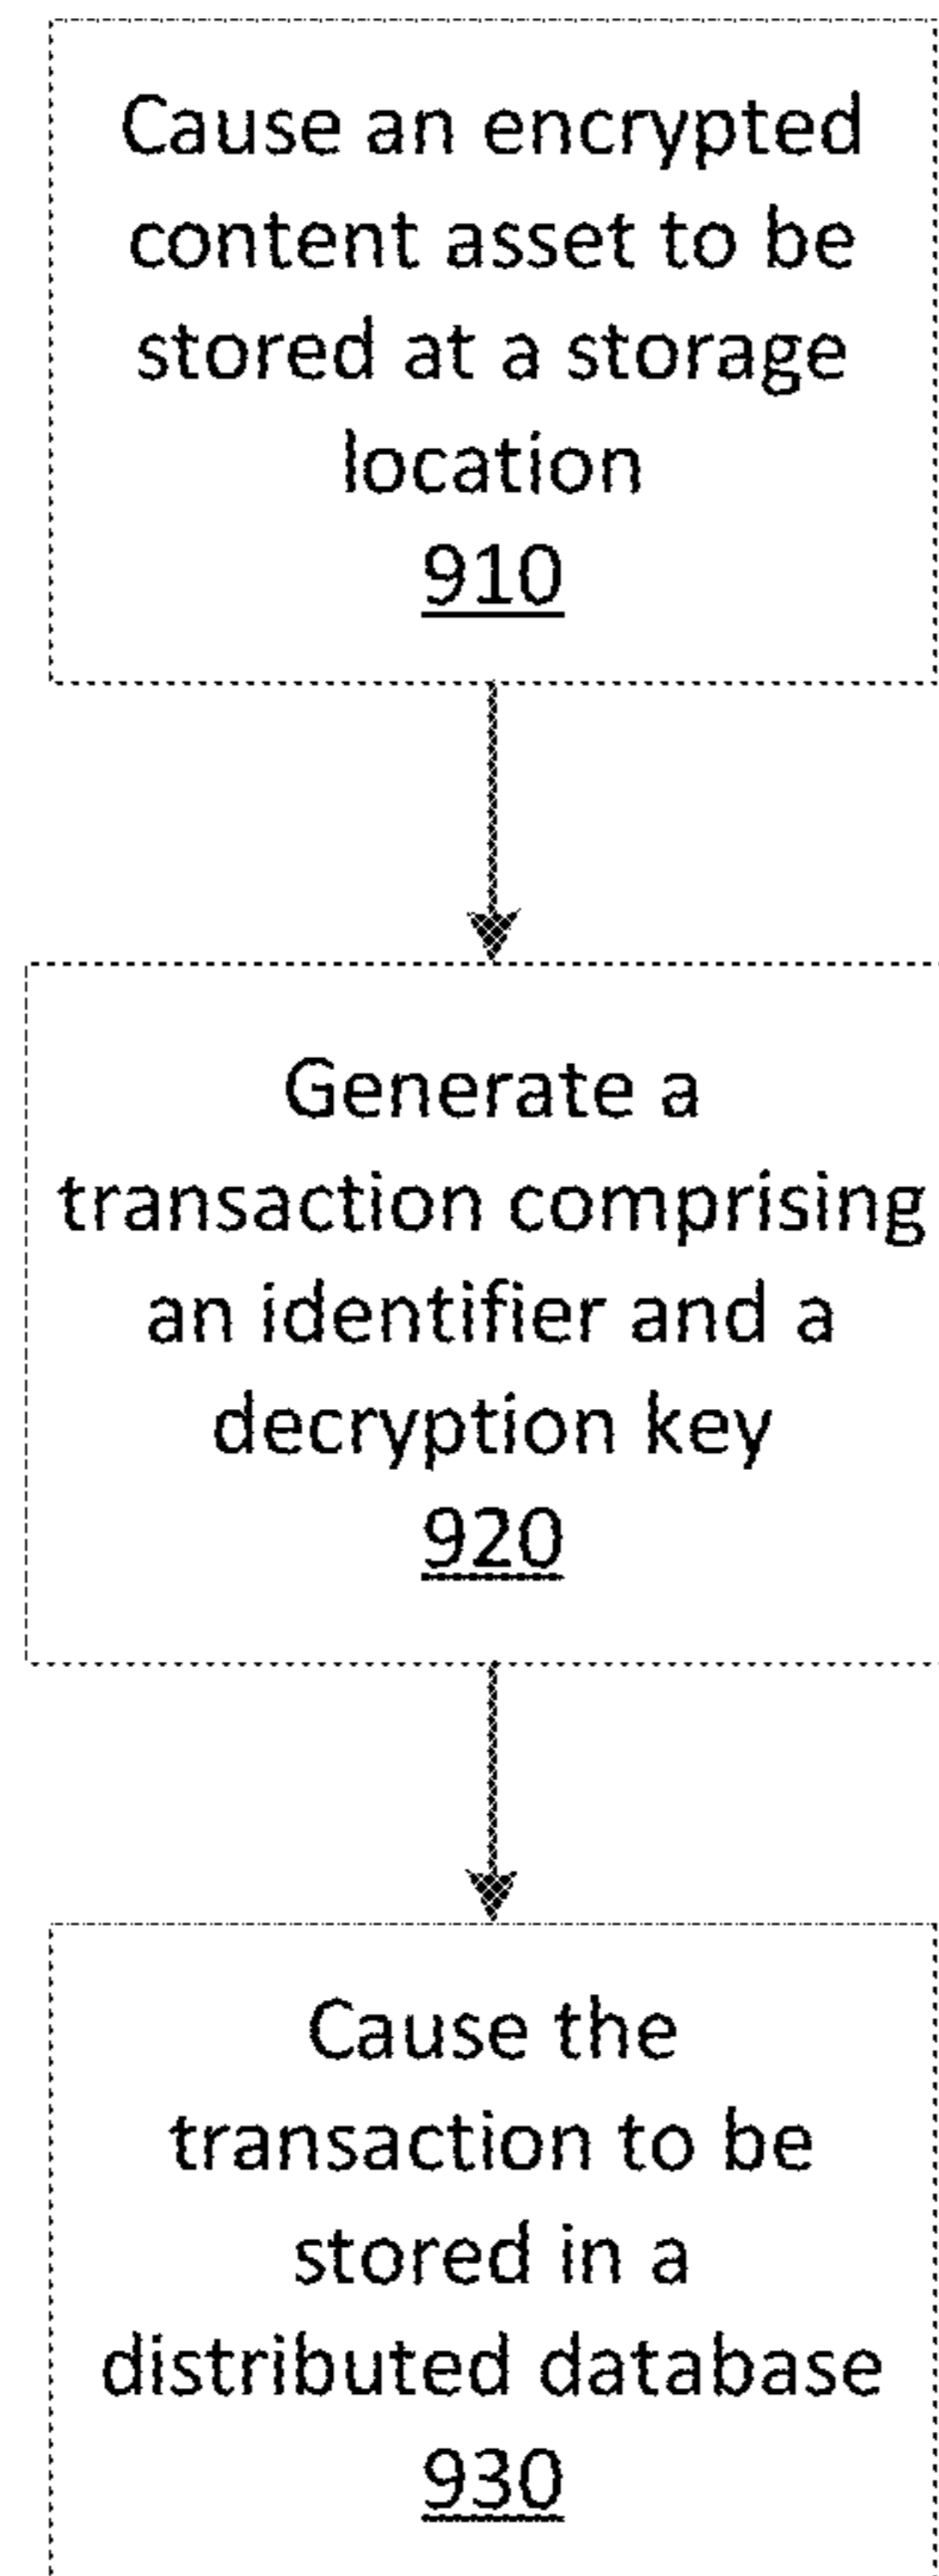 Cause an encrypted
content asset to be
stored at a storage
location
910
Generate a
transaction comprising
an identifier and a
decryption key
920
Cause the
transaction to be
stored in a
distributed database
930